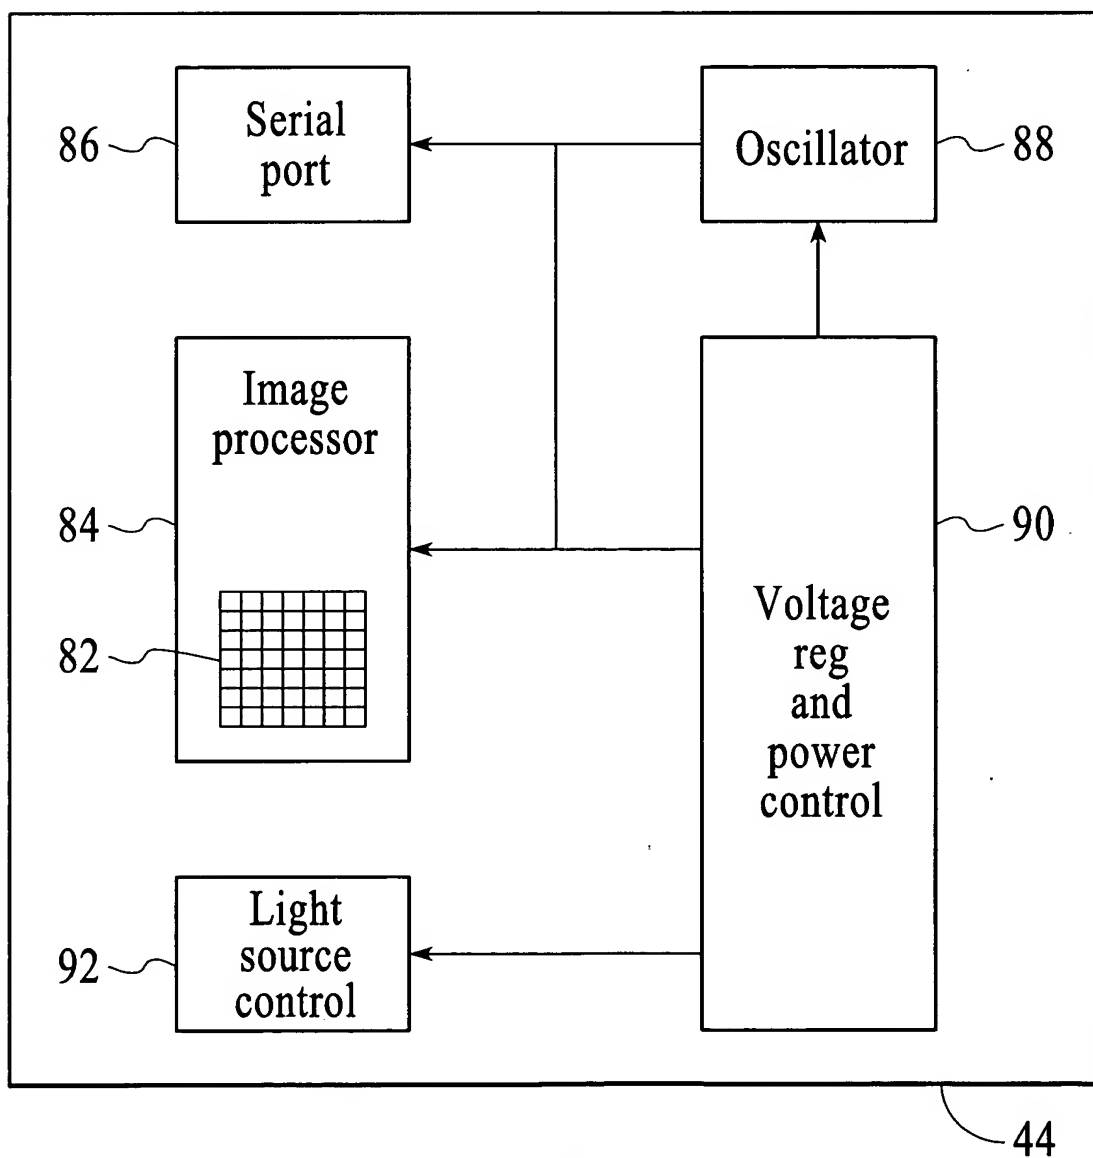 86
Serial
port
Oscillator
88
Image
processor
84
82
90
Voltage
reg
and
power
control
92
Light
source
control
44